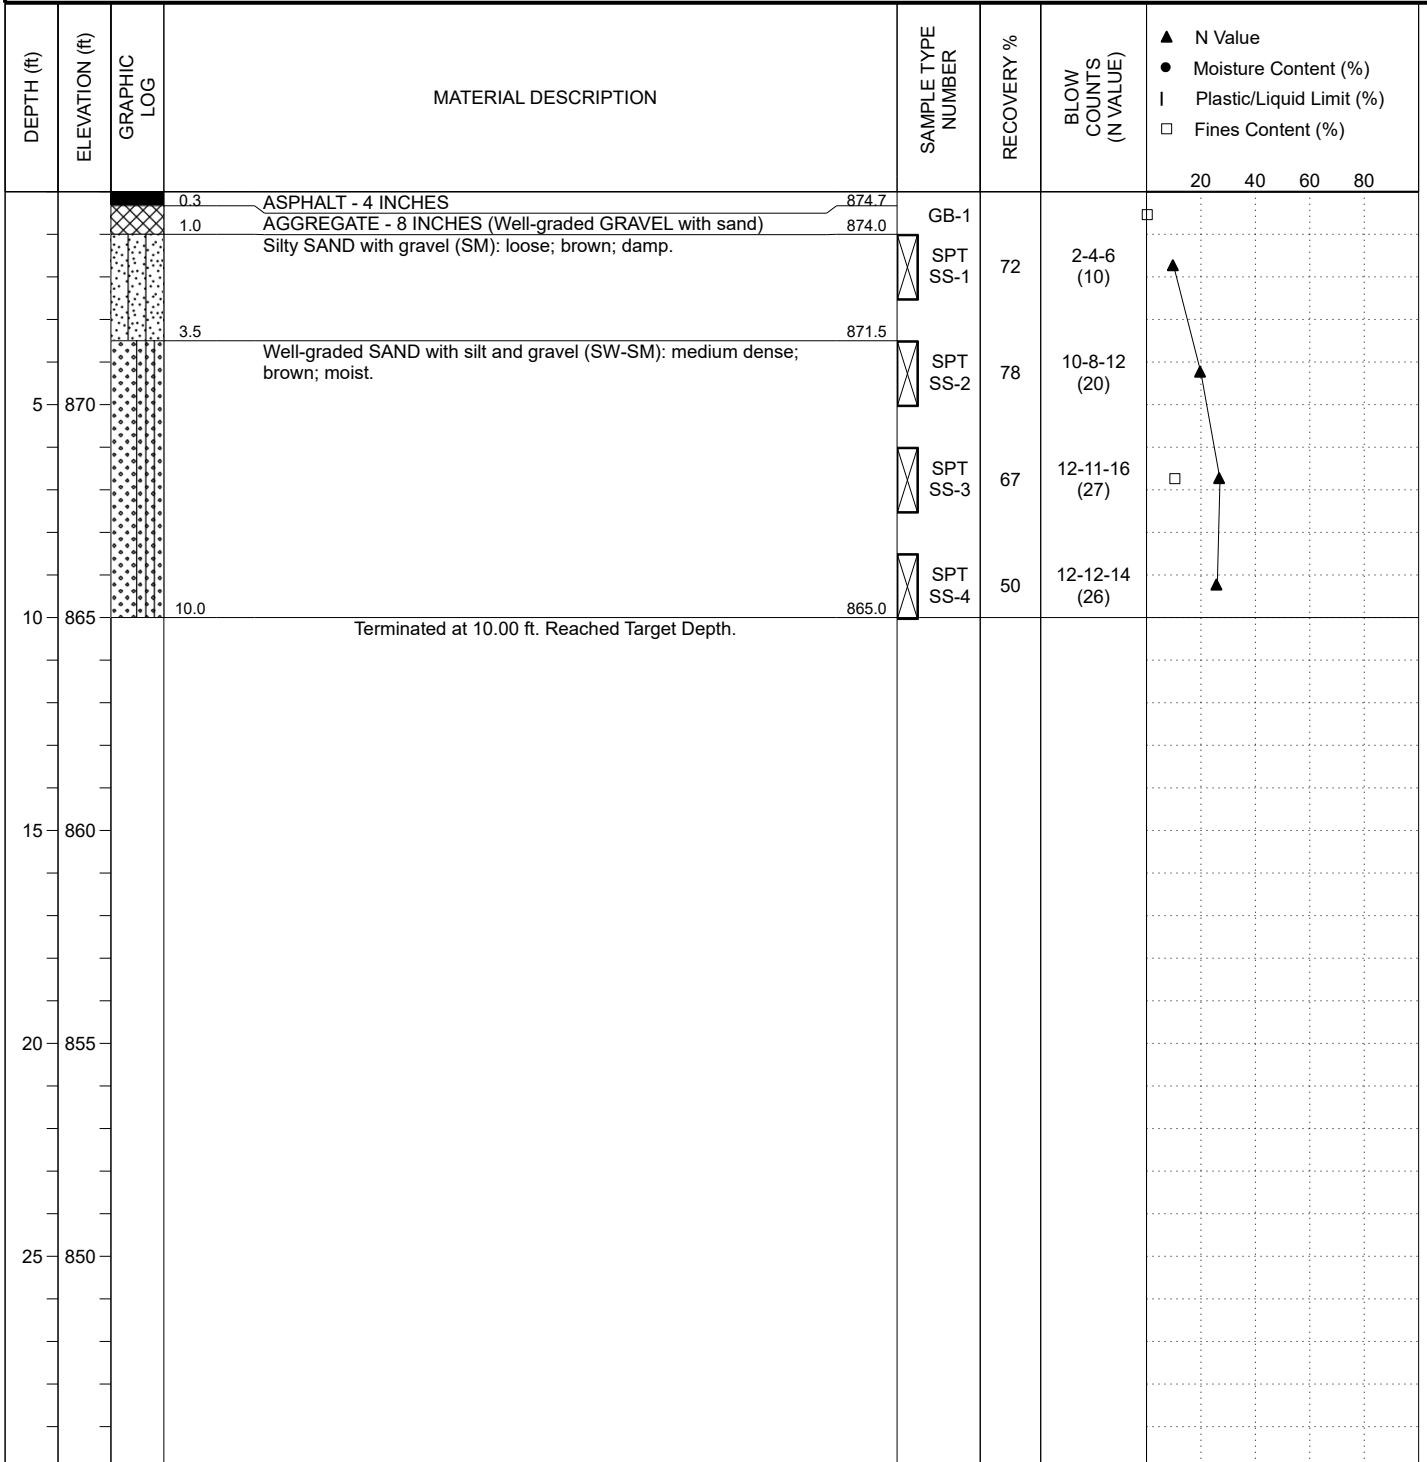 DEPTH (ft)
ELEVATION (ft)
GRAPHIC
LOG
MATERIAL DESCRIPTION
SAMPLE TYPE
NUMBER
RECOVERY %
BLOW
COUNTS
(N VALUE)
▲ N Value
● Moisture Content (%)
| Plastic/Liquid Limit (%)
□ Fines Content (%)
20 40 60 80
0.3 ASPHALT - 4 INCHES 874.7
GB-1
1.0 AGGREGATE - 8 INCHES (Well-graded GRAVEL with sand) 874.0
Silty SAND with gravel (SM): loose; brown; damp.
SPT
SS-1
72
2-4-6
(10)
3.5 871.5
Well-graded SAND with silt and gravel (SW-SM): medium dense;
brown; moist.
SPT
SS-2
78
10-8-12
(20)
5 870
SPT
SS-3
67
12-11-16
(27)
SPT
SS-4
50
12-12-14
(26)
10.0 865.0
10 865
Terminated at 10.00 ft. Reached Target Depth.
15 860
20 855
25 850